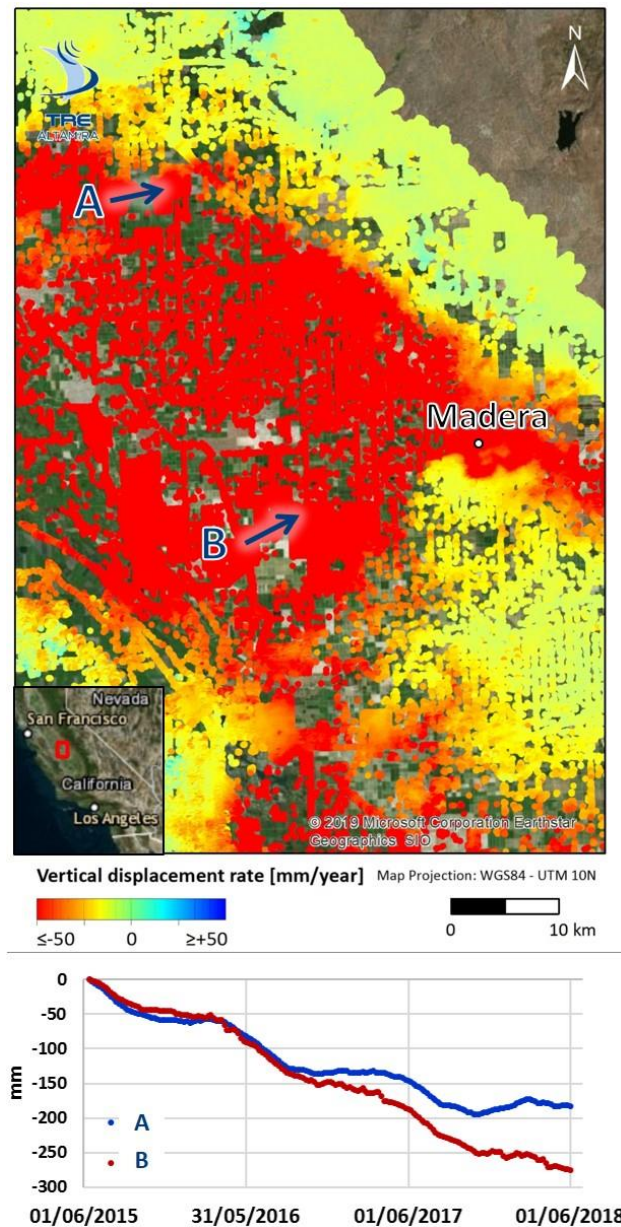 TRE
ALTAMIRA
N
A
Madera
B
Nevada
San Francisco
California
Los Angeles
© 2019 Microsoft Corporation Earthstar
Geographics SIO
Vertical displacement rate [mm/year] Map Projection: WGS84 - UTM 10N
≤-50 0 ≥+50
0 10 km
0
-50
-100
-150
-200
-250
-300
mm
A
B
01/06/2015 31/05/2016 01/06/2017 01/06/2018